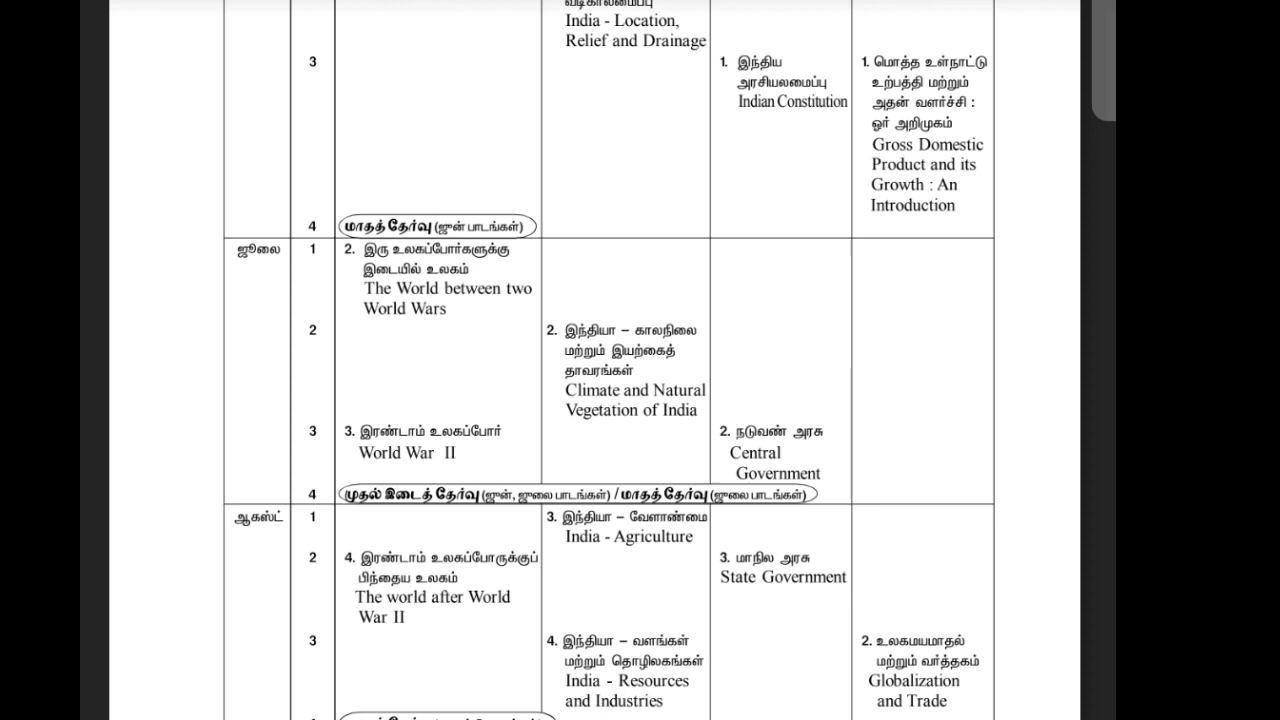 வடிகாலமைப்பு
India - Location,
Relief and Drainage
3
1. இந்திய
அரசியலமைப்பு
Indian Constitution
1. மொத்த உள்நாட்டு
உற்பத்தி மற்றும்
அதன் வளர்ச்சி :
ஓர் அறிமுகம்
Gross Domestic
Product and its
Growth : An
Introduction
4 மாதத் தேர்வு (ஜுன் பாடங்கள்)
ஜூலை 1 2. இரு உலகப்போர்களுக்கு
இடையில் உலகம்
The World between two
World Wars
2 2. இந்தியா – காலநிலை
மற்றும் இயற்கைத்
தாவரங்கள்
Climate and Natural
Vegetation of India
3 3. இரண்டாம் உலகப்போர்
World War II
2. நடுவண் அரசு
Central
Government
4 முதல் இடைத் தேர்வு (ஜுன், ஜுலை பாடங்கள்) / மாதத் தேர்வு (ஜுலை பாடங்கள்)
ஆகஸ்ட் 1 3. இந்தியா – வேளாண்மை
India - Agriculture
2 4. இரண்டாம் உலகப்போருக்குப்
பிந்தைய உலகம்
The world after World
War II
3. மாநில அரசு
State Government
3 4. இந்தியா – வளங்கள்
மற்றும் தொழிலகங்கள்
India - Resources
and Industries
2. உலகமயமாதல்
மற்றும் வர்த்தகம்
Globalization
and Trade